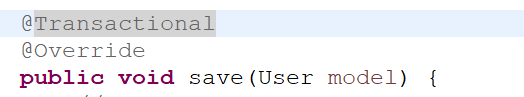 @Transactional
@Override
public void save(User model) {